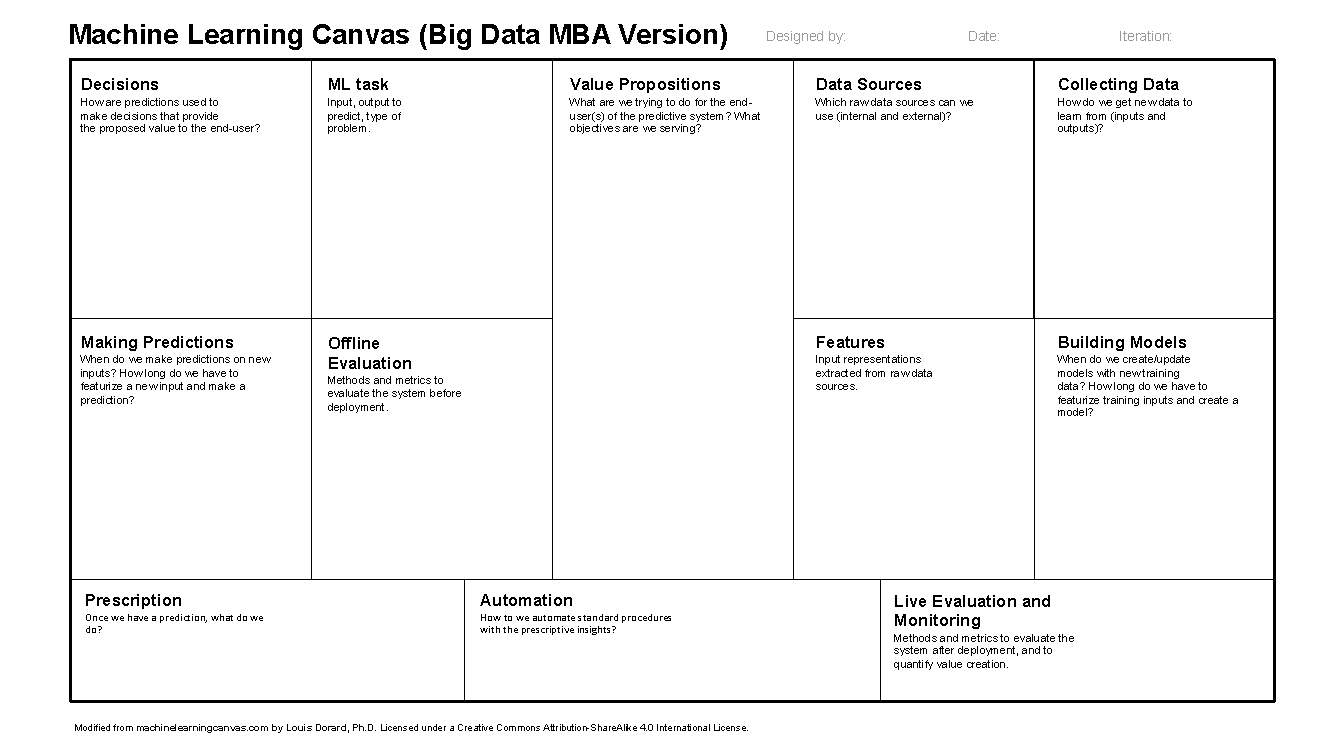 Machine Learning Canvas (Big Data MBA Version)
Designed by:
Date:
Iteration:
Decisions
How are predictions used to
make decisions that provide
the proposed value to the end-user?
ML task
Input, output to
predict, type of
problem.
Value Propositions
What are we trying to do for the end-
user(s) of the predictive system? What
objectives are we serving?
Data Sources
Which raw data sources can we
use (internal and external)?
Collecting Data
How do we get new data to
learn from (inputs and
outputs)?
Making Predictions
When do we make predictions on new
inputs? How long do we have to
featurize a new input and make a
prediction?
Offline
Evaluation
Methods and metrics to
evaluate the system before
deployment.
Features
Input representations
extracted from raw data
sources.
Building Models
When do we create/update
models with new training
data? How long do we have to
featurize training inputs and create a
model?
Prescription
Once we have a prediction, what do we
do?
Automation
How to we automate standard procedures
with the prescriptive insights?
Live Evaluation and
Monitoring
Methods and metrics to evaluate the
system after deployment, and to
quantify value creation.
Modified from machinelearningcanvas.com by Louis Dorard, Ph.D. Licensed under a Creative Commons Attribution-ShareAlike 4.0 International License.